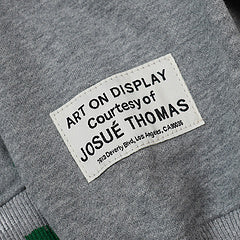 ART ON DISPLAY
Courtesy of
JOSUÉ THOMAS
Beverly Blvd, Los Angeles, CA